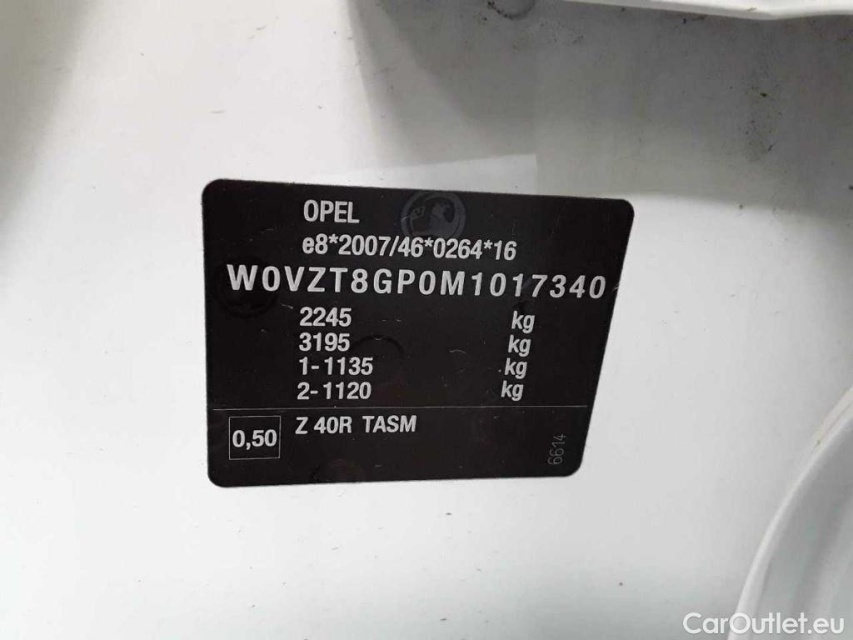 OPEL
e8*2007/46*0264*16
W0VZT8GP0M1017340
2245 kg
3195 kg
1-1135 kg
2-1120 kg
0,50 Z 40R TASM
6614
CarOutlet.eu